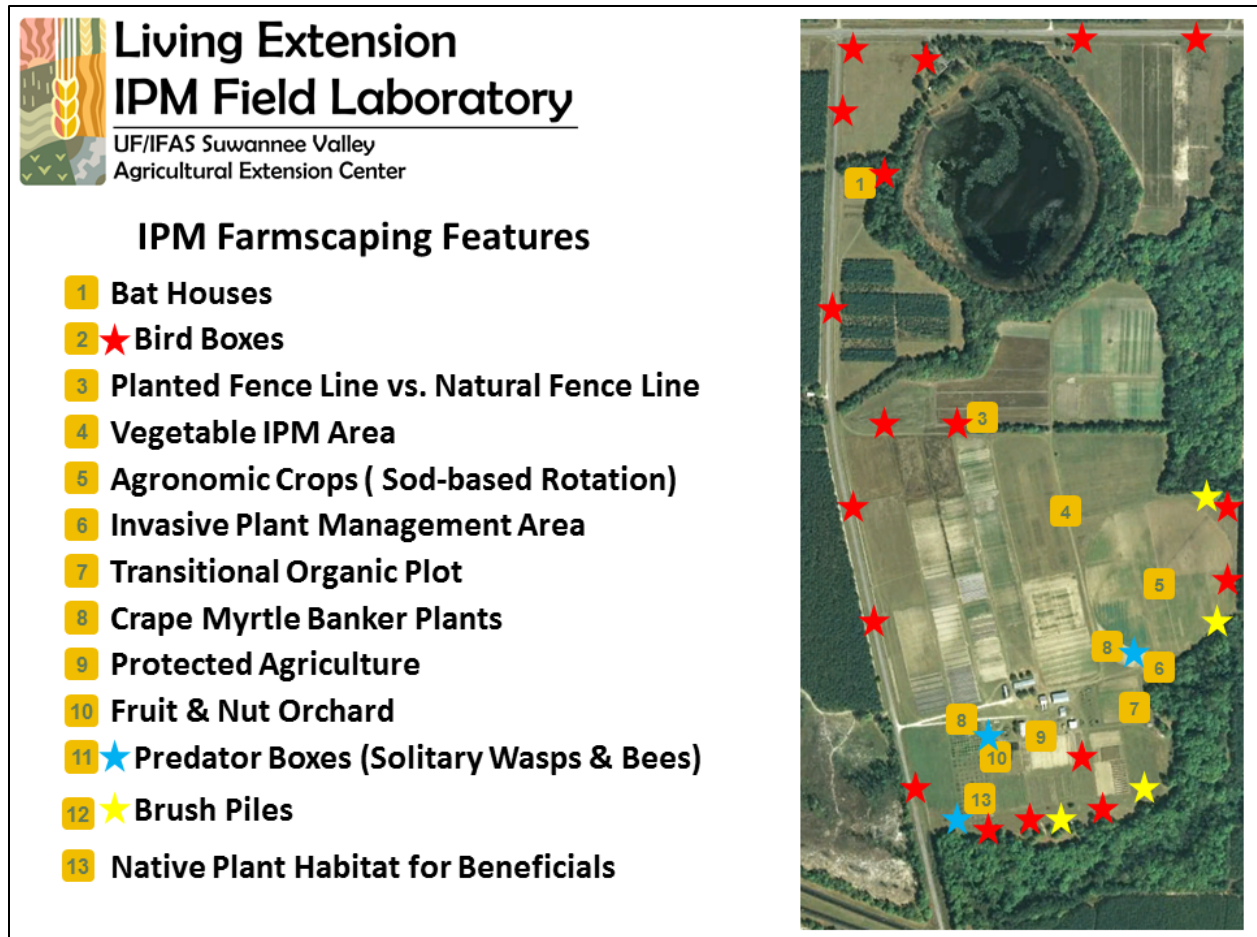 Living Extension
IPM Field Laboratory
UF/IFAS Suwannee Valley
Agricultural Extension Center
IPM Farmscaping Features
1 Bat Houses
2 Bird Boxes
3 Planted Fence Line vs. Natural Fence Line
4 Vegetable IPM Area
5 Agronomic Crops ( Sod-based Rotation)
6 Invasive Plant Management Area
7 Transitional Organic Plot
8 Crape Myrtle Banker Plants
9 Protected Agriculture
10 Fruit & Nut Orchard
11 Predator Boxes (Solitary Wasps & Bees)
12 Brush Piles
13 Native Plant Habitat for Beneficials
1
3
4
5
8
6
7
8
9
10
13